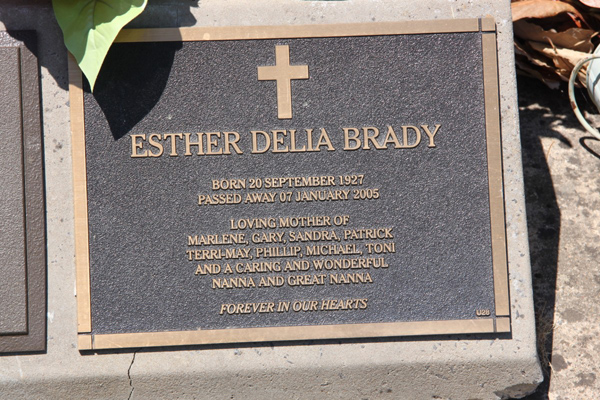 ESTHER DELIA BRADY
BORN 20 SEPTEMBER 1927
PASSED AWAY 07 JANUARY 2005
LOVING MOTHER OF
MARLENE, GARY, SANDRA, PATRICK
TERRI-MAY, PHILLIP, MICHAEL, TONI
AND A CARING AND WONDERFUL
NANNA AND GREAT NANNA
FOREVER IN OUR HEARTS
U28